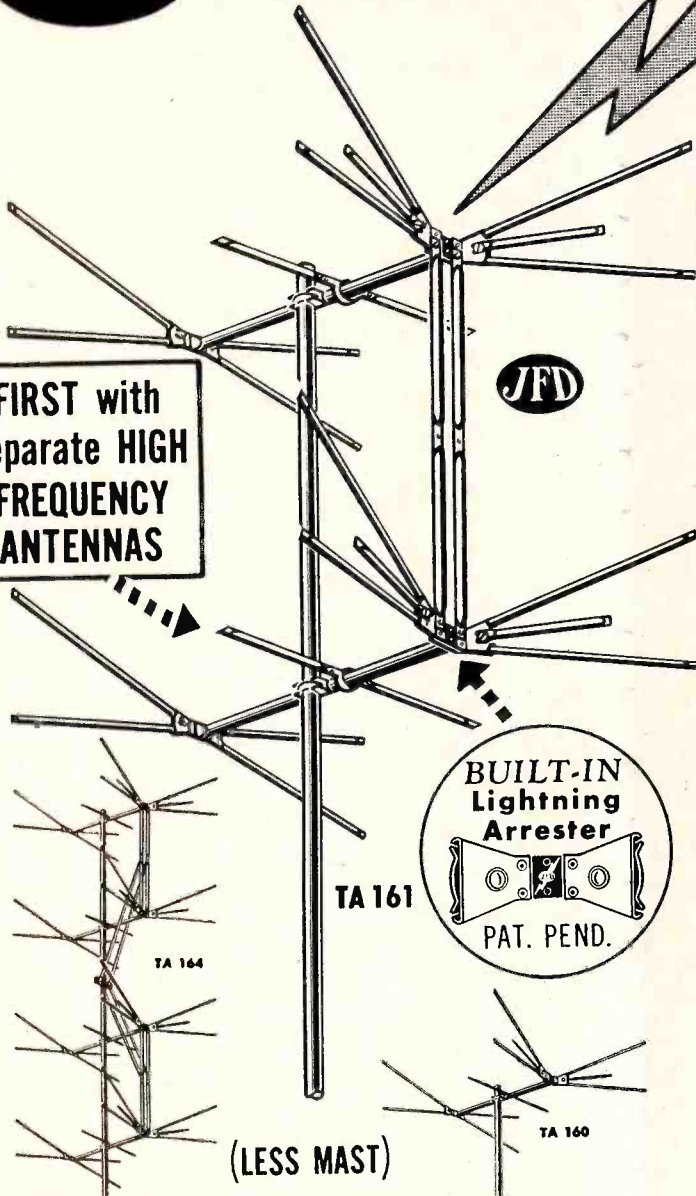 JFD
FIRST with
eparate HIGH
FREQUENCY
ANTENNAS
BUILT-IN
Lightning
Arrester
PAT. PEND.
TA 161
TA 164
TA 160
(LESS MAST)